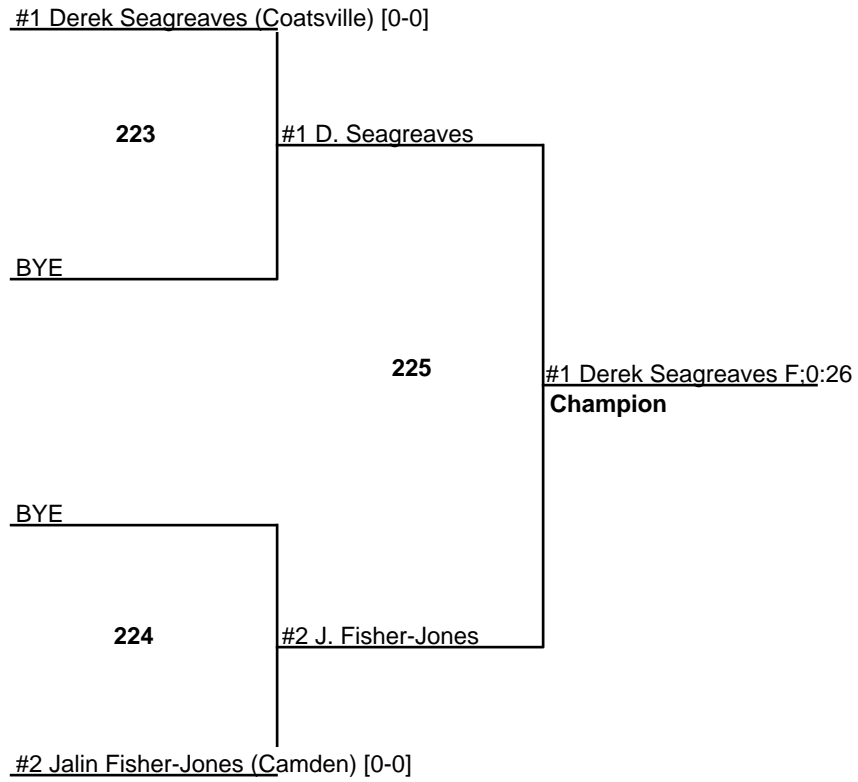 #1 Derek Seagreaves (Coatsville) [0-0]
223
#1 D. Seagreaves
BYE
225
#1 Derek Seagreaves F;0:26
Champion
BYE
224
#2 J. Fisher-Jones
#2 Jalin Fisher-Jones (Camden) [0-0]